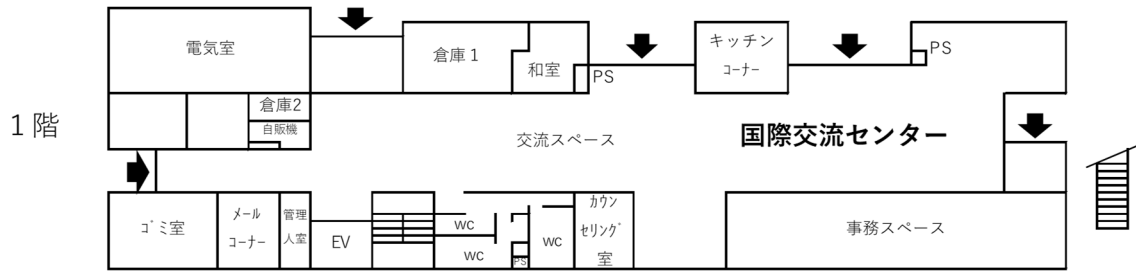 電気室
倉庫1
和室
PS
キッチン
コーナー
PS
倉庫2
自販機
1階
交流スペース
国際交流センター
ゴミ室
メール
コーナー
管理
人室
EV
wc
wc
PS
wc
カウン
セリング
室
事務スペース